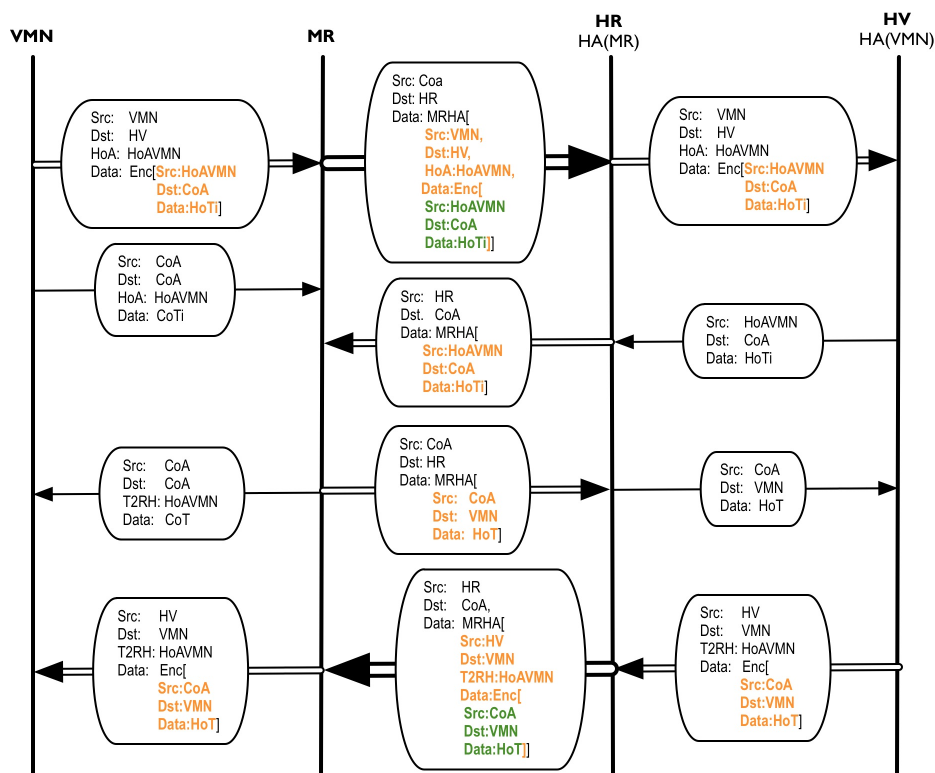 VMN
MR
HR
HA(MR)
HV
HA(VMN)
Src: VMN
Dst: HV
HoA: HoAVMN
Data: Enc[Src:HoAVMN
Dst:CoA
Data:HoTi]
Src: Coa
Dst: HR
Data: MRHA[
Src:VMN,
Dst:HV,
HoA:HoAVMN,
Data:Enc[
Src:HoAVMN
Dst:CoA
Data:HoTi]]
Src: VMN
Dst: HV
HoA: HoAVMN
Data: Enc[Src:HoAVMN
Dst:CoA
Data:HoTi]
Src: CoA
Dst: CoA
HoA: HoAVMN
Data: CoTi
Src: HR
Dst. CoA
Data: MRHA[
Src:HoAVMN
Dst:CoA
Data:HoTi]
Src: HoAVMN
Dst: CoA
Data: HoTi
Src: CoA
Dst: CoA
T2RH: HoAVMN
Data: CoT
Src: CoA
Dst: HR
Data: MRHA[
Src: CoA
Dst: VMN
Data: HoT]
Src: CoA
Dst: VMN
Data: HoT
Src: HV
Dst: VMN
T2RH: HoAVMN
Data: Enc[
Src:CoA
Dst:VMN
Data:HoT]
Src: HR
Dst: CoA,
Data: MRHA[
Src:HV
Dst:VMN
T2RH:HoAVMN
Data:Enc[
Src:CoA
Dst:VMN
Data:HoT]]
Src: HV
Dst: VMN
T2RH: HoAVMN
Data: Enc[
Src:CoA
Dst:VMN
Data:HoT]